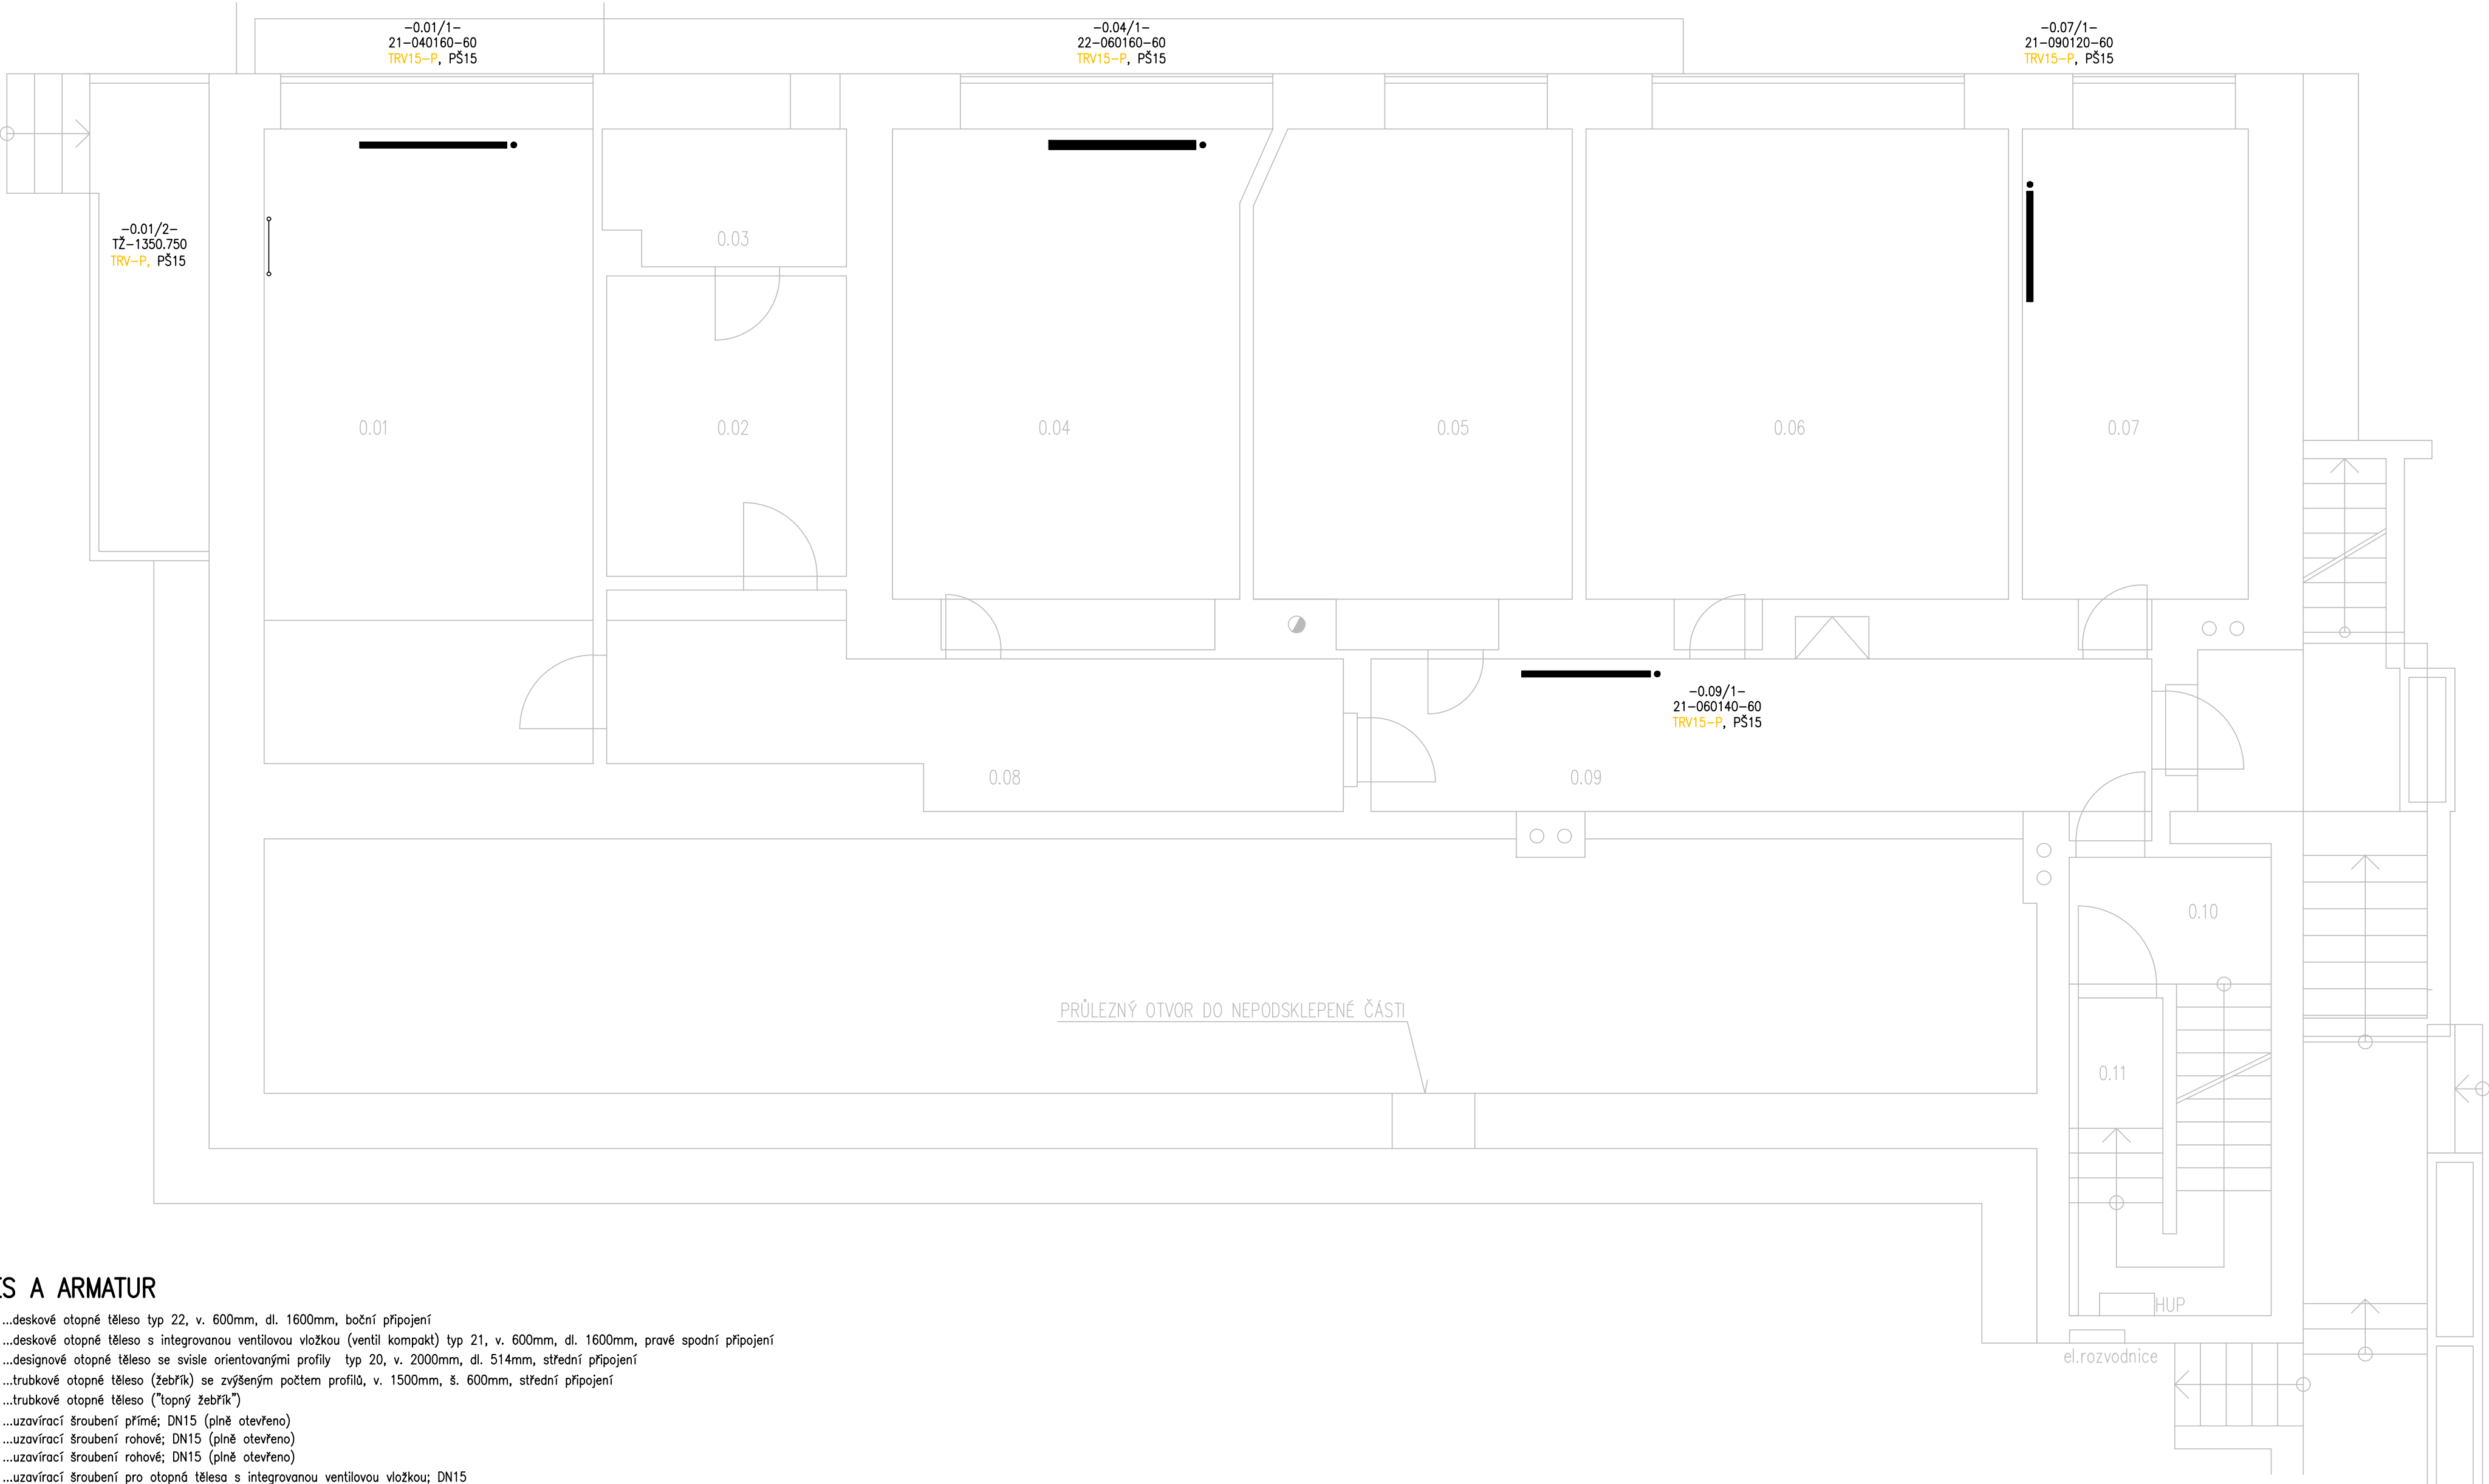 -0.01/1-
21-040160-60
TRV15-P, PŠ15
-0.04/1-
22-060160-60
TRV15-P, PŠ15
-0.07/1-
21-090120-60
TRV15-P, PŠ15
-0.01/2-
TŽ-1350.750
TRV-P, PŠ15
0.03
0.01
0.02
0.04
0.05
0.06
0.07
-0.09/1-
21-060140-60
TRV15-P, PŠ15
0.08
0.09
0.10
PRŮLEZNÝ OTVOR DO NEPODSKLEPENÉ ČÁSTI
0.11
HUP
el.rozvodnice
ES A ARMATUR
...deskové otopné těleso typ 22, v. 600mm, dl. 1600mm, boční připojení
...deskové otopné těleso s integrovanou ventilovou vložkou (ventil kompakt) typ 21, v. 600mm, dl. 1600mm, pravé spodní připojení
...designové otopné těleso se svisle orientovanými profily typ 20, v. 2000mm, dl. 514mm, střední připojení
...trubkové otopné těleso (žebřík) se zvýšeným počtem profilů, v. 1500mm, š. 600mm, střední připojení
...trubkové otopné těleso ("topný žebřík")
...uzavírací šroubení přímé; DN15 (plně otevřeno)
...uzavírací šroubení rohové; DN15 (plně otevřeno)
...uzavírací šroubení rohové; DN15 (plně otevřeno)
...uzavírací šroubení pro otopná tělesa s integrovanou ventilovou vložkou; DN15